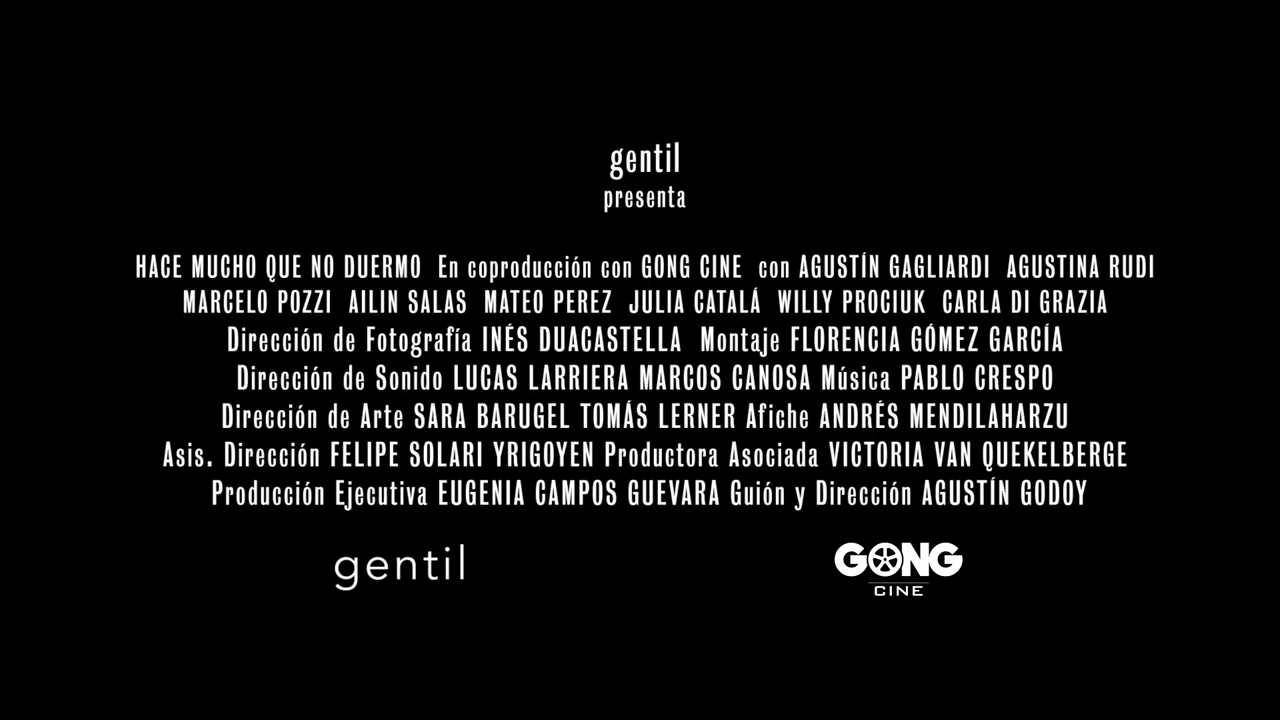 gentil
presenta
HACE MUCHO QUE NO DUERMO En coproducción con GONG CINE con AGUSTÍN GAGLIARDI AGUSTINA RUDI
MARCELO POZZI AILIN SALAS MATEO PEREZ JULIA CATALÁ WILLY PROCIUK CARLA DI GRAZIA
Dirección de Fotografía INÉS DUACASTELLA Montaje FLORENCIA GÓMEZ GARCÍA
Dirección de Sonido LUCAS LARRIERA MARCOS CANOSA Música PABLO CRESPO
Dirección de Arte SARA BARUGEL TOMÁS LERNER Afiche ANDRÉS MENDILAHARZU
Asis. Dirección FELIPE SOLARI YRIGOYEN Productora Asociada VICTORIA VAN QUEKELBERGE
Producción Ejecutiva EUGENIA CAMPOS GUEVARA Guión y Dirección AGUSTÍN GODOY
gentil
GONG
CINE